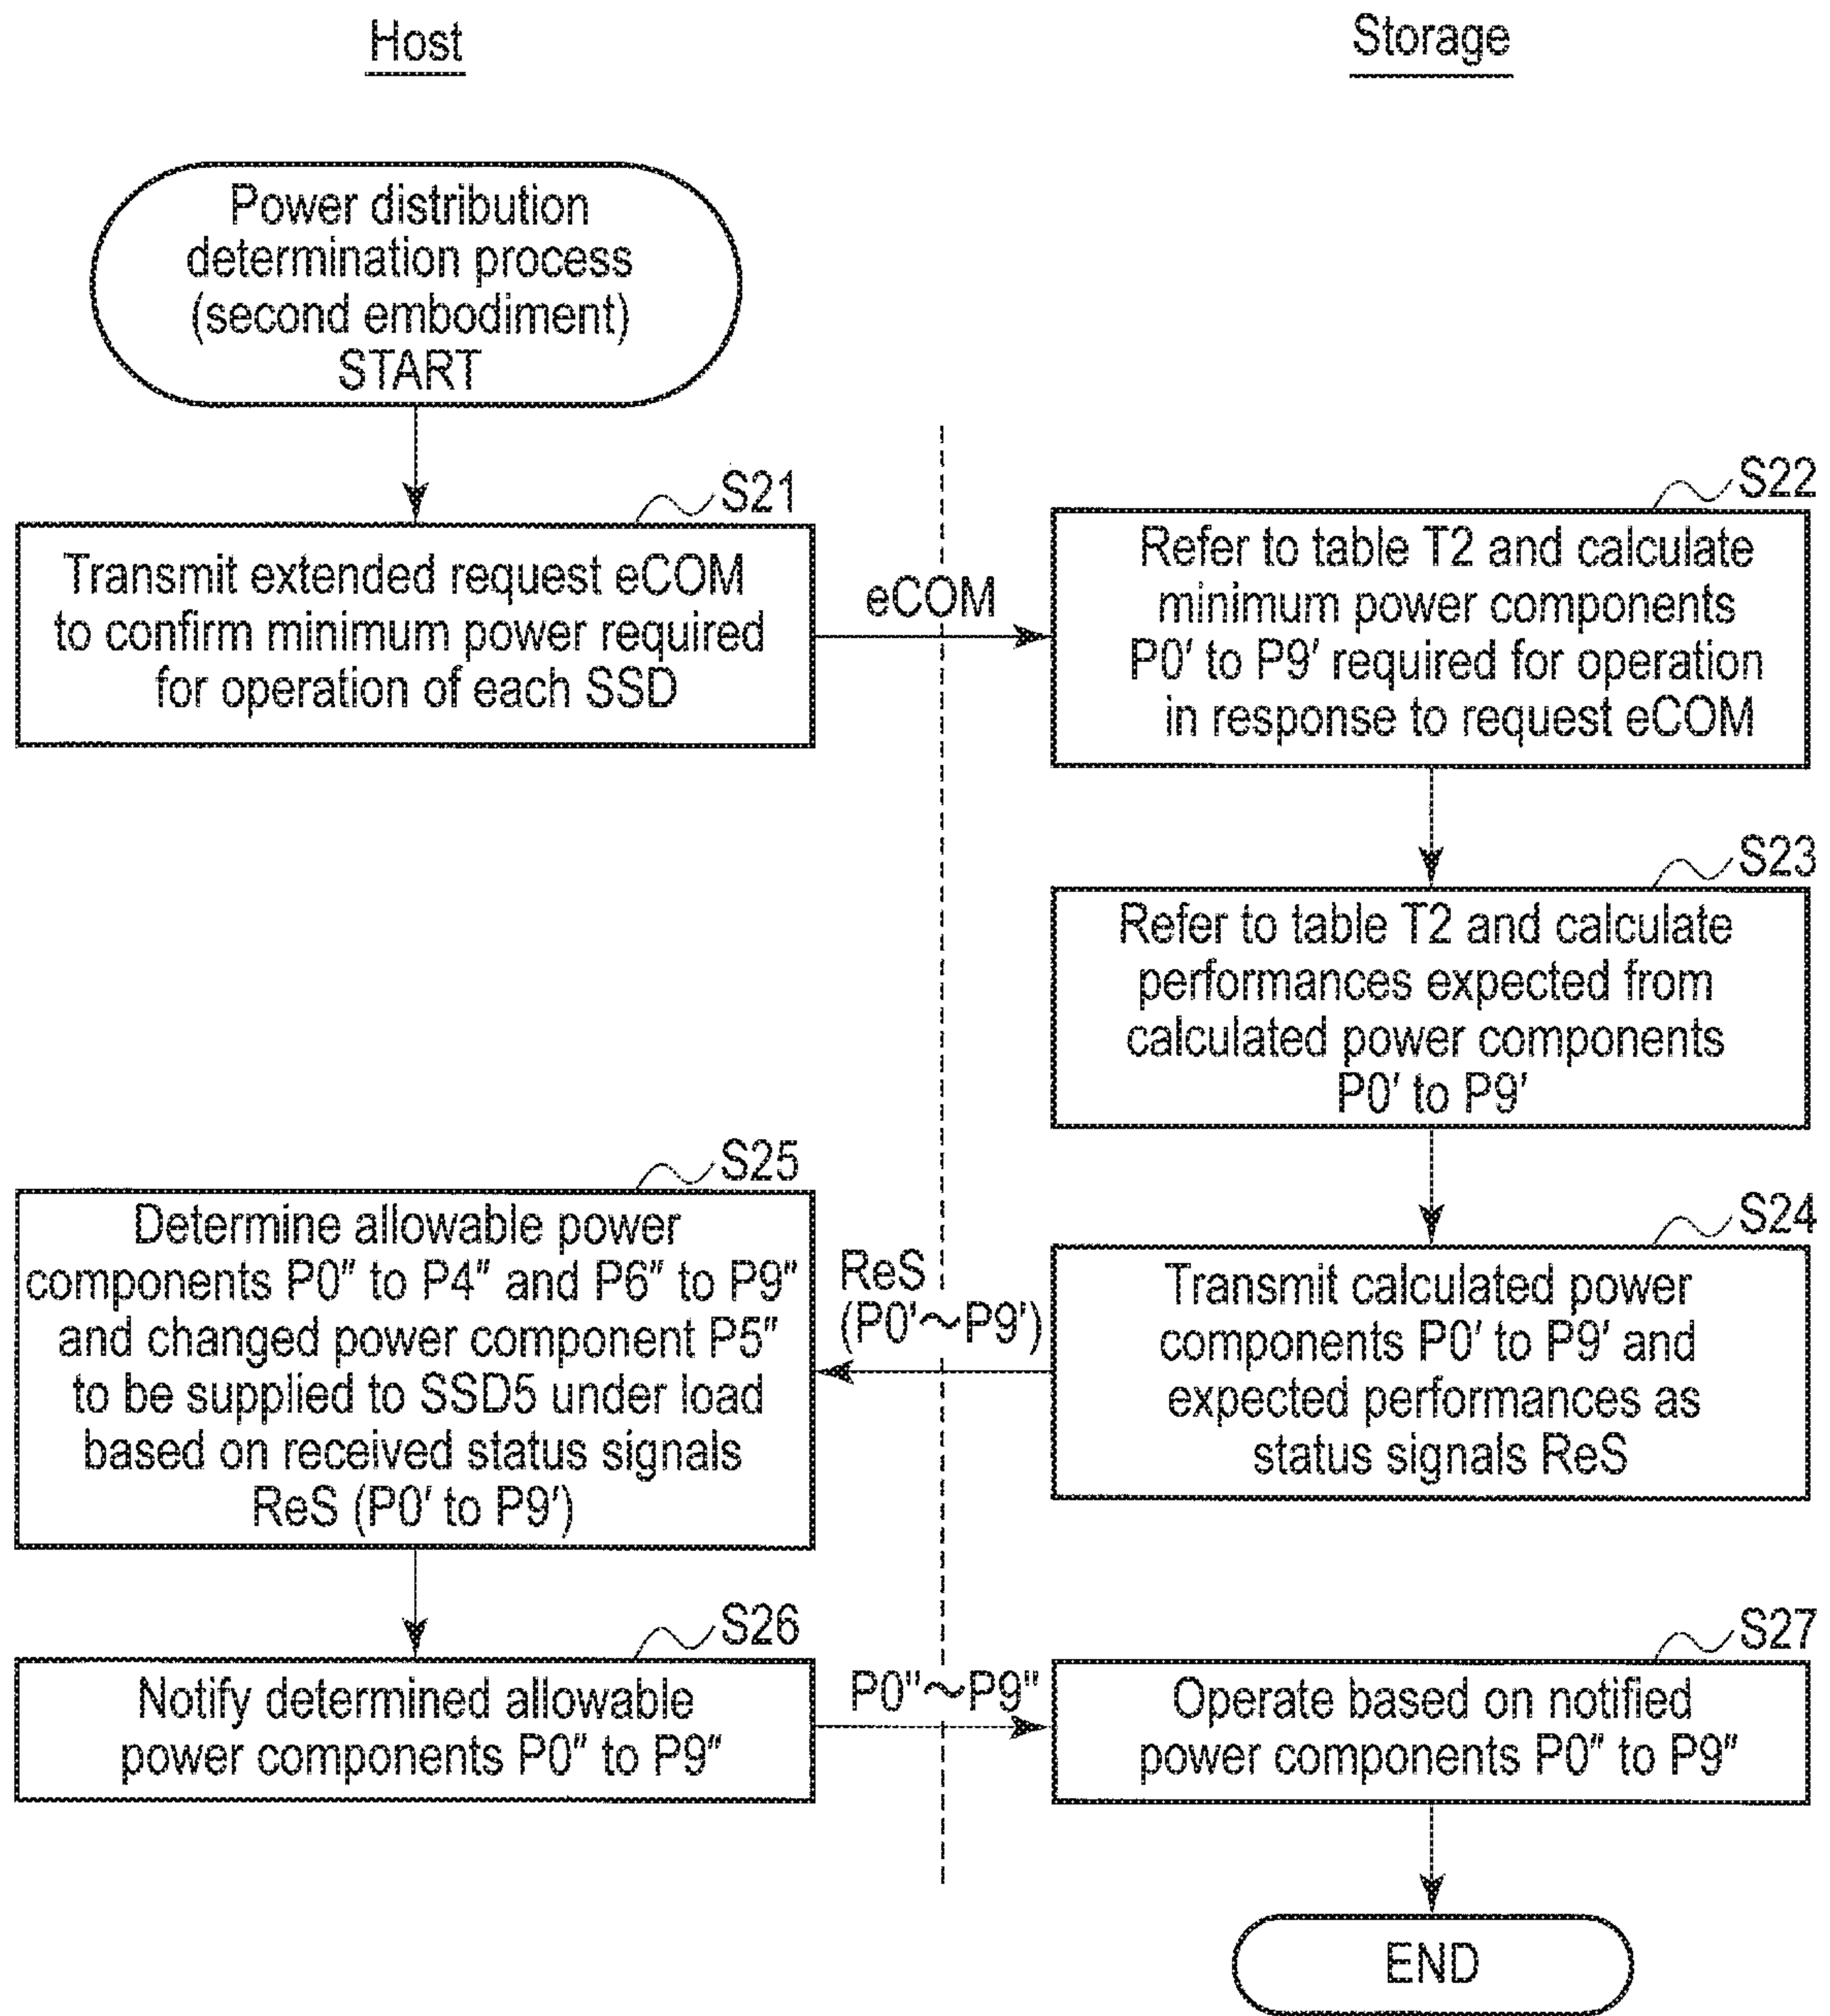 Host
Storage
Power distribution
determination process
(second embodiment)
START
S21
Transmit extended request eCOM
to confirm minimum power required
for operation of each SSD
eCOM
S22
Refer to table T2 and calculate
minimum power components
P0′ to P9′ required for operation
in response to request eCOM
S23
Refer to table T2 and calculate
performances expected from
calculated power components
P0′ to P9′
S24
Transmit calculated power
components P0′ to P9′ and
expected performances as
status signals ReS
ReS
(P0′～P9′)
S25
Determine allowable power
components P0″ to P4″ and P6″ to P9″
and changed power component P5″
to be supplied to SSD5 under load
based on received status signals
ReS (P0′ to P9′)
S26
Notify determined allowable
power components P0″ to P9″
P0″～P9″
S27
Operate based on notified
power components P0″ to P9″
END